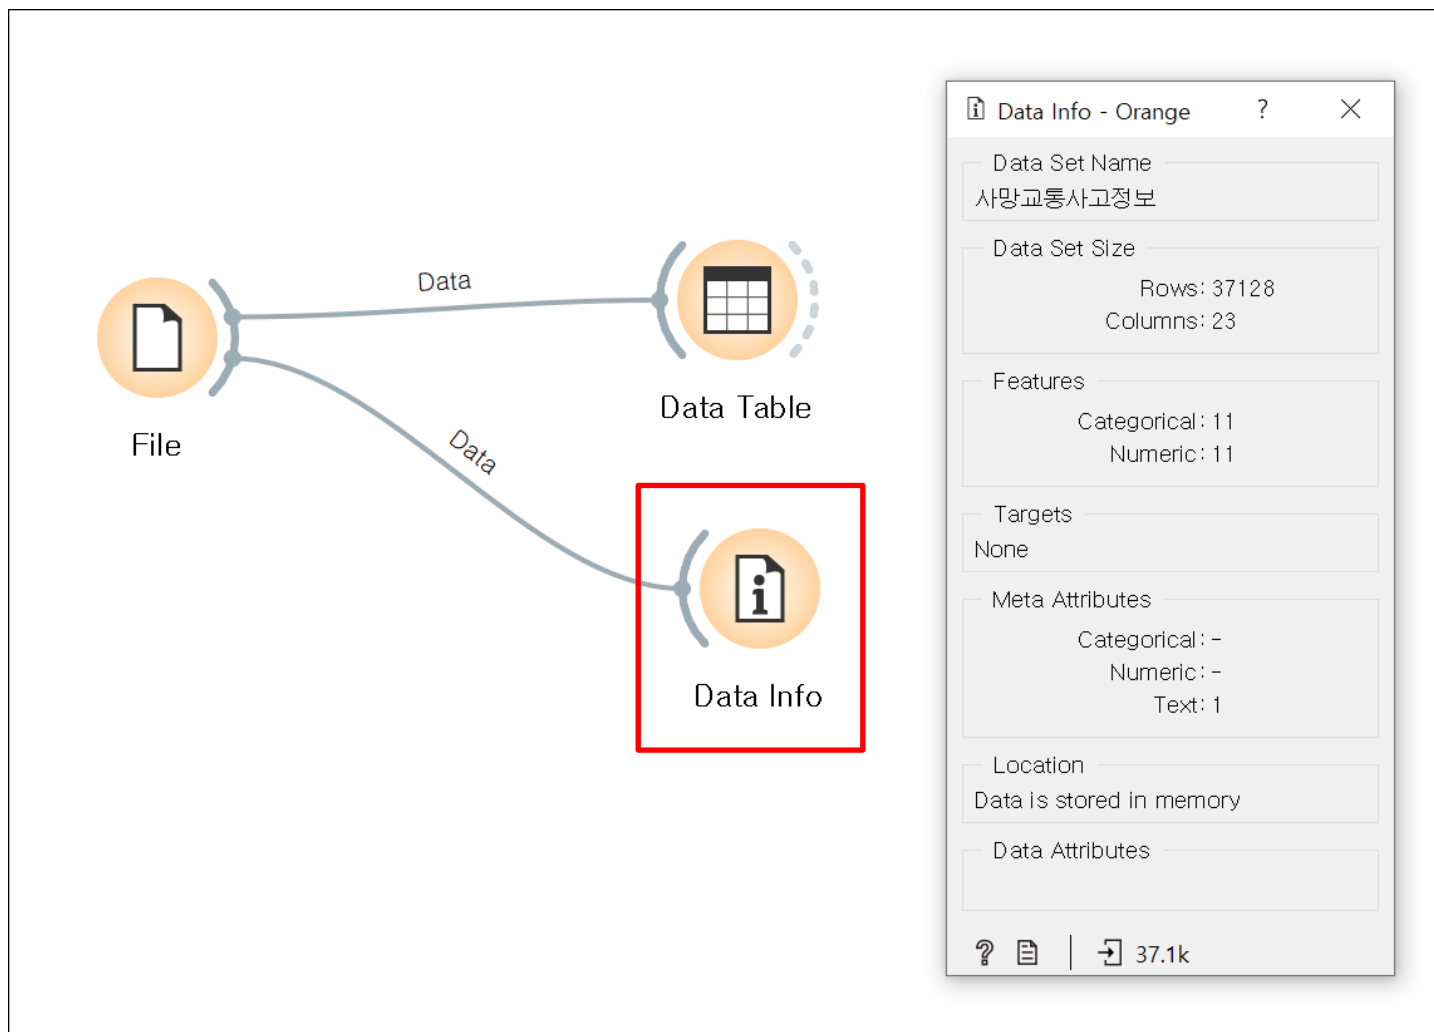 File
Data
Data Table
Data
Data Info
Data Info - Orange
?
Data Set Name
사망교통사고정보
Data Set Size
Rows: 37128
Columns: 23
Features
Categorical: 11
Numeric: 11
Targets
None
Meta Attributes
Categorical: -
Numeric: -
Text: 1
Location
Data is stored in memory
Data Attributes
? 37.1k